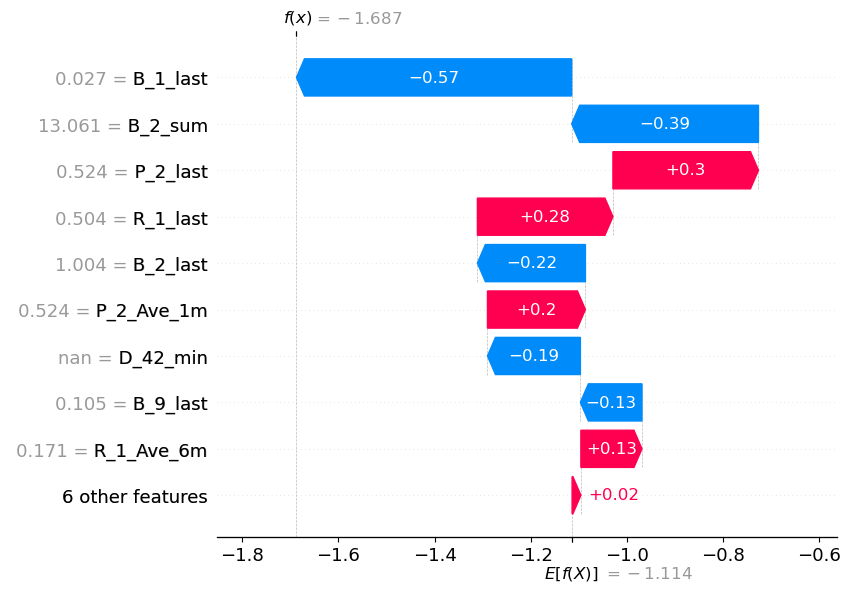 f(x) = −1.687
0.027 = B_1_last −0.57
13.061 = B_2_sum −0.39
0.524 = P_2_last +0.3
0.504 = R_1_last +0.28
1.004 = B_2_last −0.22
0.524 = P_2_Ave_1m +0.2
nan = D_42_min −0.19
0.105 = B_9_last −0.13
0.171 = R_1_Ave_6m +0.13
6 other features +0.02
−1.8 −1.6 −1.4 −1.2 −1.0 −0.8 −0.6
E[f(X)] = −1.114